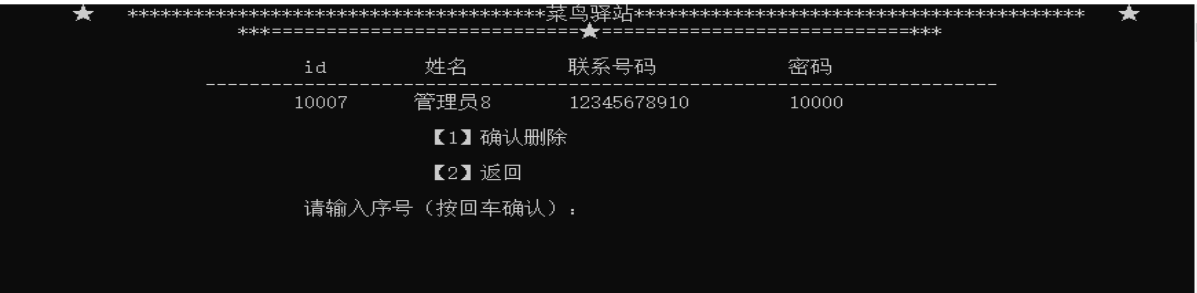 ★ **************************************菜鸟驿站***************************************** ★
***============================★============================***
id 姓名 联系号码 密码
------------------------------------------------------------------------
10007 管理员8 12345678910 10000
【1】确认删除
【2】返回
请输入序号（按回车确认）：